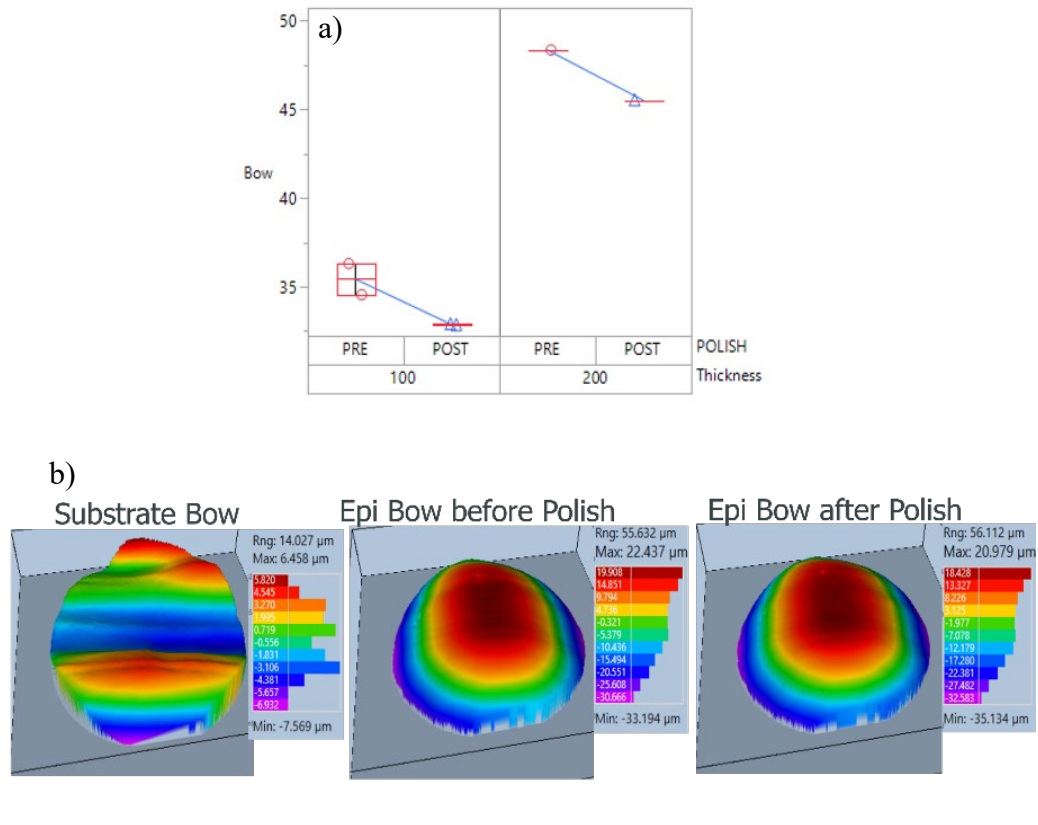 a)
50
45
Bow
40
35
PRE POST PRE POST POLISH
100 200 Thickness
b)
Substrate Bow
Rng: 14.027 µm
Max: 6.458 µm
5.820
4.545
3.270
1.995
0.719
-0.556
-1.831
-3.106
-4.381
-5.657
-6.932
Min: -7.569 µm
Epi Bow before Polish
Rng: 55.632 µm
Max: 22.437 µm
19.908
14.851
9.794
4.736
-0.321
-5.379
-10.436
-15.494
-20.551
-25.608
-30.666
Min: -33.194 µm
Epi Bow after Polish
Rng: 56.112 µm
Max: 20.979 µm
18.428
13.327
8.226
3.125
-1.977
-7.078
-12.179
-17.280
-22.381
-27.482
-32.583
Min: -35.134 µm